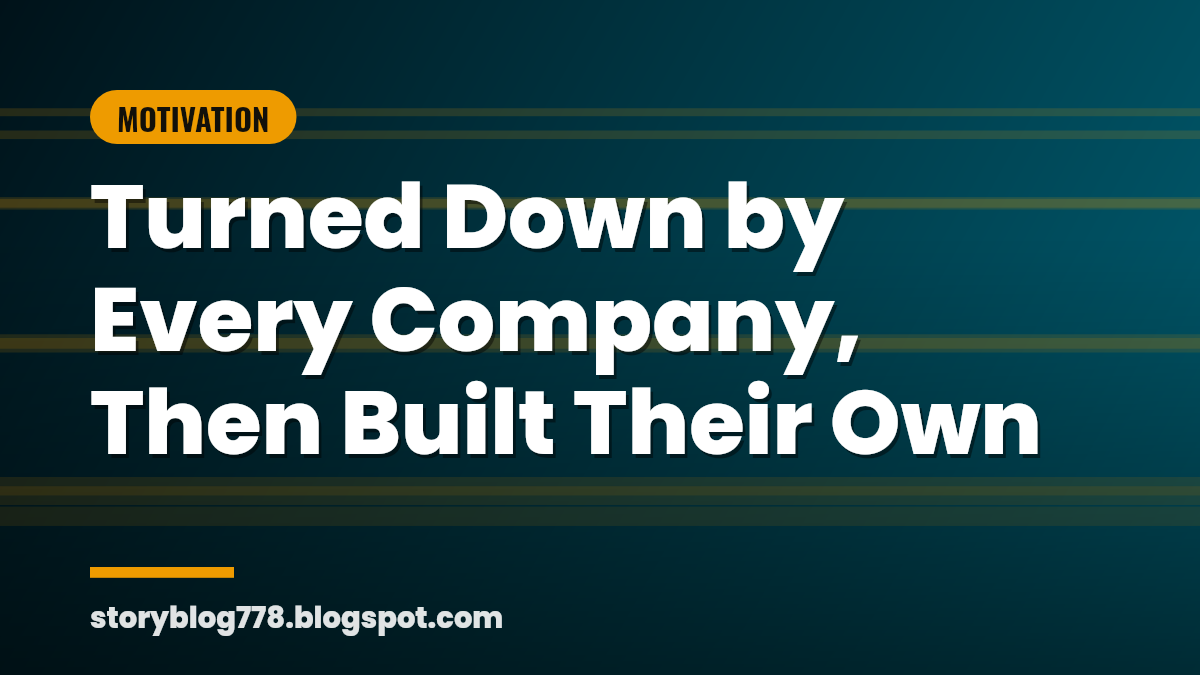 MOTIVATION
Turned Down by
Every Company,
Then Built Their Own
storyblog778.blogspot.com